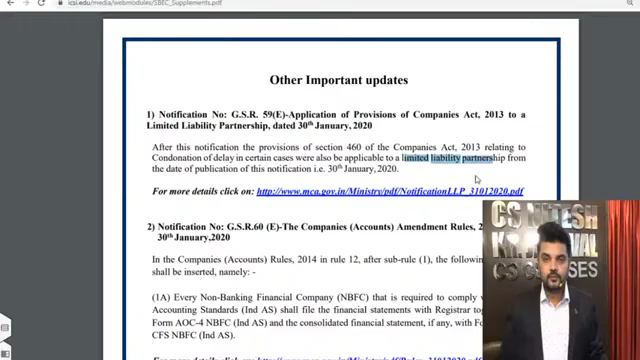 icsi.edu/media/webmodules/SBEC_Supplements.pdf
Other Important updates
1) Notification No: G.S.R. 59(E)-Application of Provisions of Companies Act, 2013 to a
Limited Liability Partnership, dated 30th January, 2020
After this notification the provisions of section 460 of the Companies Act, 2013 relating to
Condonation of delay in certain cases were also be applicable to a limited liability partnership from
the date of publication of this notification i.e. 30th January, 2020.
For more details click on: http://www.mca.gov.in/Ministry/pdf/NotificationLLP_31012020.pdf
2) Notification No: G.S.R.60 (E)-The Companies (Accounts) Amendment Rules,
30th January,2020
In the Companies (Accounts) Rules, 2014 in rule 12, after sub-rule (1), the following
shall be inserted, namely: -
(1A) Every Non-Banking Financial Company (NBFC) that is required to comply
Accounting Standards (Ind AS) shall file the financial statements with Registrar
Form AOC-4 NBFC (Ind AS) and the consolidated financial statement, if any, with
CFS NBFC (Ind AS).
CS NITESH
KR.
CS